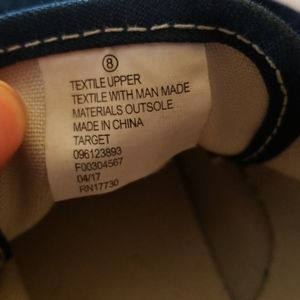 8
TEXTILE UPPER
TEXTILE WITH MAN MADE
MATERIALS OUTSOLE
MADE IN CHINA
TARGET
096123893
F00304567
04/17
RN17730